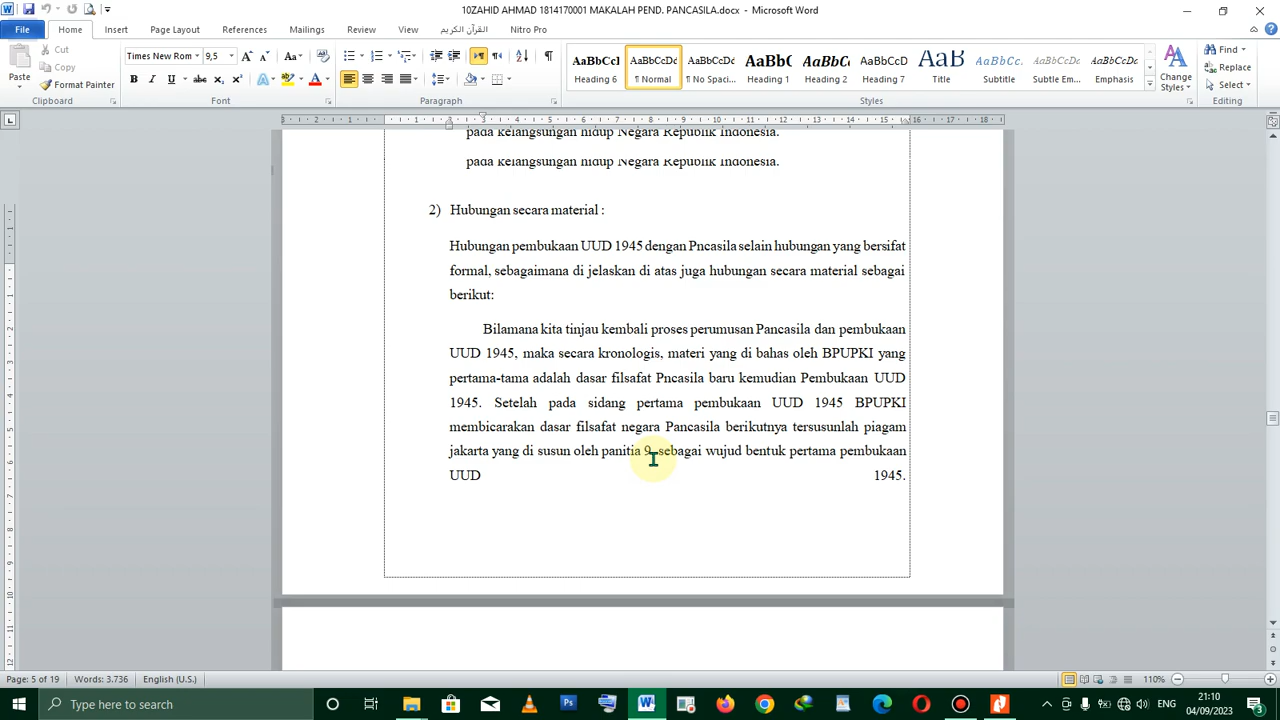 10ZAHID AHMAD 1814170001 MAKALAH PEND. PANCASILA.docx - Microsoft Word
File Home Insert Page Layout References Mailings Review View القرآن الكريم Nitro Pro
Cut
Copy
Format Painter
Paste
Times New Rom 9,5
Clipboard Font Paragraph Styles Editing
AaBbCcI AaBbCcDc AaBbCcDc AaBbC AaBbCc AaBbCcD AaB AaBbCcDc AaBbCcDc AaBbCcDc
Heading 6 ¶ Normal ¶ No Spaci... Heading 1 Heading 2 Heading 7 Title Subtitle Subtle Em... Emphasis
Change Styles
Find
Replace
Select
pada kelangsungan hidup Negara Republik Indonesia.
pada kelangsungan hidup Negara Republik Indonesia.
2) Hubungan secara material :
Hubungan pembukaan UUD 1945 dengan Pncasila selain hubungan yang bersifat
formal, sebagaimana di jelaskan di atas juga hubungan secara material sebagai
berikut:
Bilamana kita tinjau kembali proses perumusan Pancasila dan pembukaan
UUD 1945, maka secara kronologis, materi yang di bahas oleh BPUPKI yang
pertama-tama adalah dasar filsafat Pncasila baru kemudian Pembukaan UUD
1945. Setelah pada sidang pertama pembukaan UUD 1945 BPUPKI
membicarakan dasar filsafat negara Pancasila berikutnya tersusunlah piagam
jakarta yang di susun oleh panitia 9, sebagai wujud bentuk pertama pembukaan
UUD 1945.
Page: 5 of 19 Words: 3.736 English (U.S.) 110%
Type here to search
ENG
21:10
04/09/2023